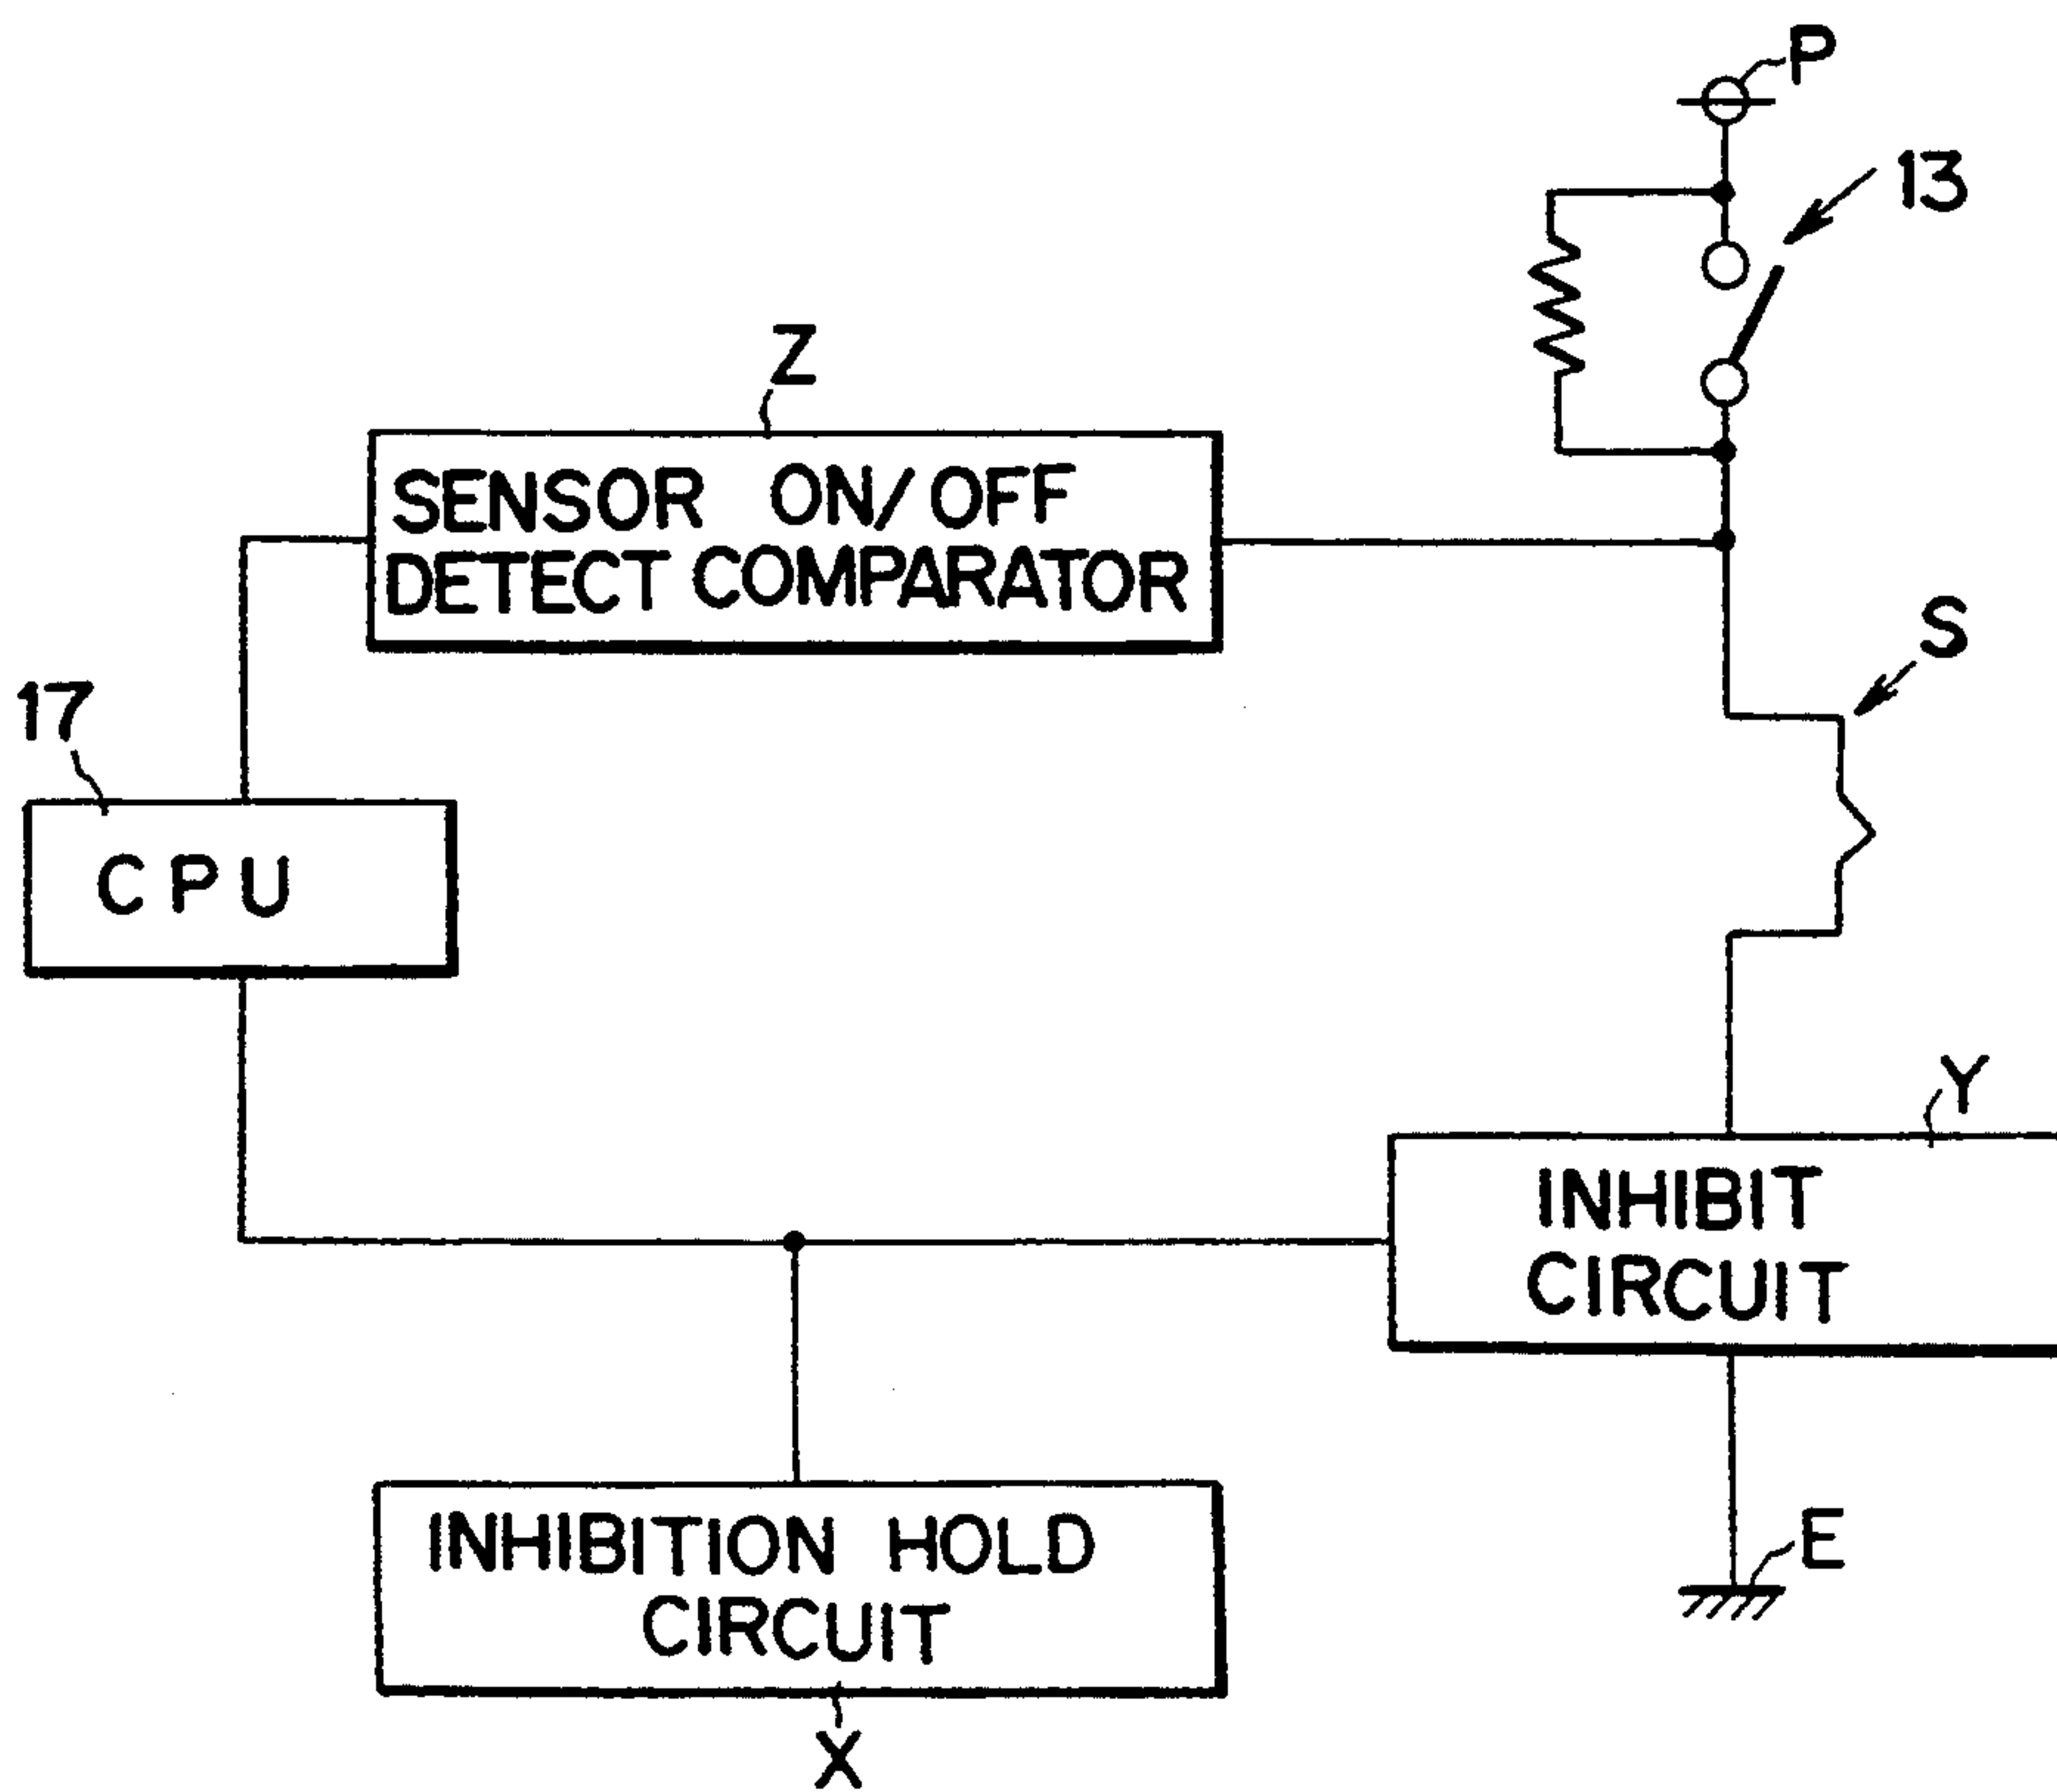 P
13
Z
SENSOR ON/OFF
DETECT COMPARATOR
S
17
CPU
Y
INHIBIT
CIRCUIT
E
INHIBITION HOLD
CIRCUIT
X